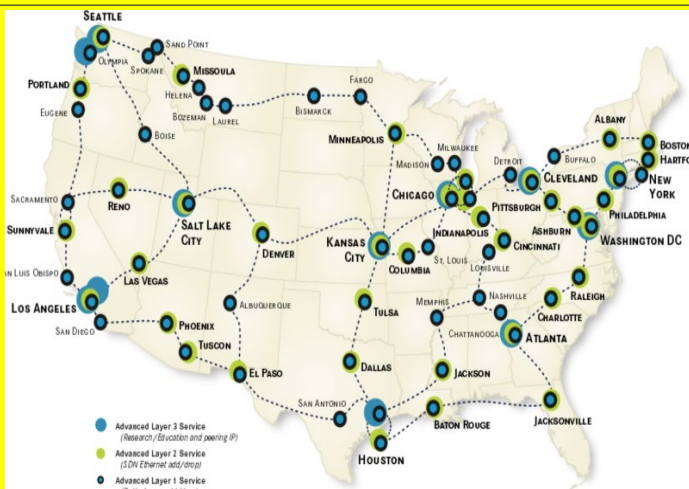 SEATTLE
OLYMPIA
SPOKANE
SAND POINT
MISSOULA
HELENA
BOZEMAN
LAUREL
BISMARCK
FARGO
MINNEAPOLIS
PORTLAND
EUGENE
BOISE
MADISON
MILWAUKEE
DETROIT
BUFFALO
ALBANY
BOSTON
HARTFO
CHICAGO
CLEVELAND
NEW
YORK
SACRAMENTO
RENO
SALT LAKE
CITY
PITTSBURGH
PHILADELPHIA
SUNNYVALE
DENVER
KANSAS
CITY
COLUMBIA
ST. LOUIS
INDIANAPOLIS
CINCINNATI
LOUISVILLE
ASHBURN
WASHINGTON DC
AN LUIS OBISPO
LAS VEGAS
LOS ANGELES
SAN DIEGO
PHOENIX
TUSCON
ALBUQUERQUE
EL PASO
TULSA
DALLAS
MEMPHIS
NASHVILLE
CHATTANOOGA
ATLANTA
RALEIGH
CHARLOTTE
SAN ANTONIO
HOUSTON
JACKSON
BATON ROUGE
JACKSONVILLE
Advanced Layer 3 Service
(Research/Education and peering IP)
Advanced Layer 2 Service
(SDN Ethernet add/drop)
Advanced Layer 1 Service